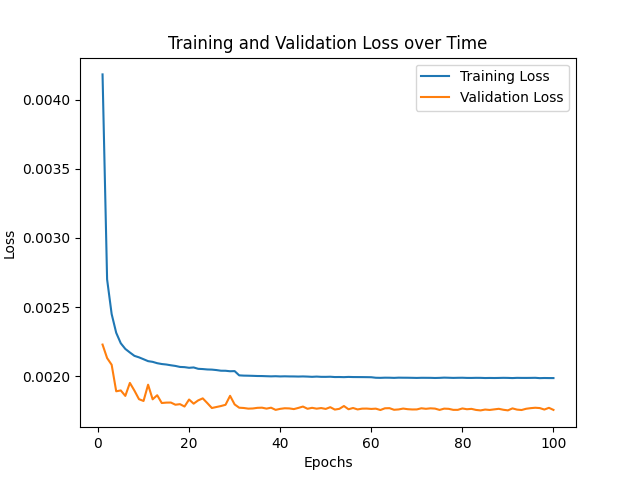 Training and Validation Loss over Time
Training Loss
Validation Loss
0.0040
0.0035
0.0030
0.0025
0.0020
Loss
0
20
40
60
80
100
Epochs